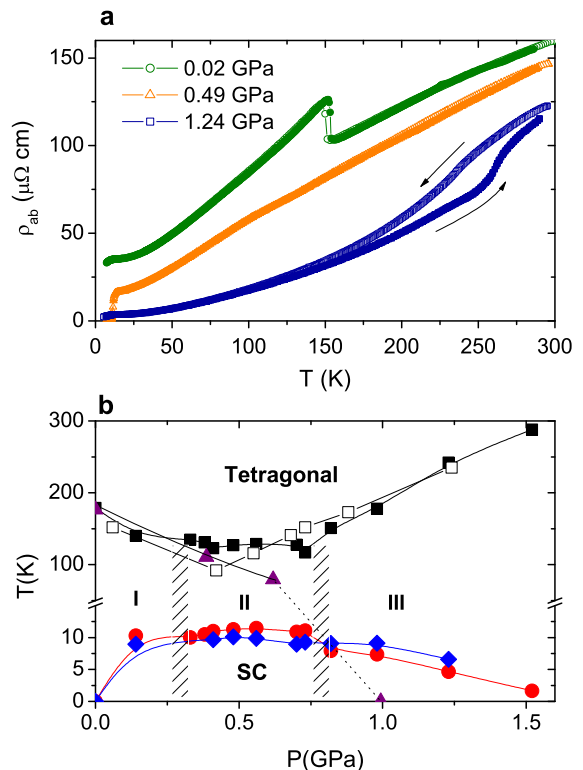 a
150
100
50
0
ρab (μΩ cm)
0.02 GPa
0.49 GPa
1.24 GPa
0 50 100 150 200 250 300
T (K)
b
300
200
100
10
5
0
T(K)
Tetragonal
I II III
SC
0.0 0.5 1.0 1.5
P(GPa)